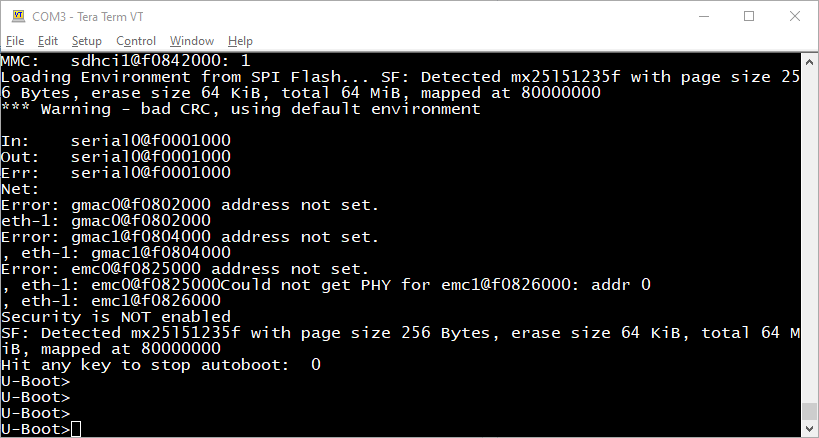 VT
COM3 - Tera Term VT
File Edit Setup Control Window Help
MMC:   sdhci1@f0842000: 1
Loading Environment from SPI Flash... SF: Detected mx25l51235f with page size 25
6 Bytes, erase size 64 KiB, total 64 MiB, mapped at 80000000
*** Warning - bad CRC, using default environment
In:    serial0@f0001000
Out:   serial0@f0001000
Err:   serial0@f0001000
Net:
Error: gmac0@f0802000 address not set.
eth-1: gmac0@f0802000
Error: gmac1@f0804000 address not set.
, eth-1: gmac1@f0804000
Error: emc0@f0825000 address not set.
, eth-1: emc0@f0825000Could not get PHY for emc1@f0826000: addr 0
, eth-1: emc1@f0826000
Security is NOT enabled
SF: Detected mx25l51235f with page size 256 Bytes, erase size 64 KiB, total 64 M
iB, mapped at 80000000
Hit any key to stop autoboot:  0
U-Boot>
U-Boot>
U-Boot>
U-Boot>